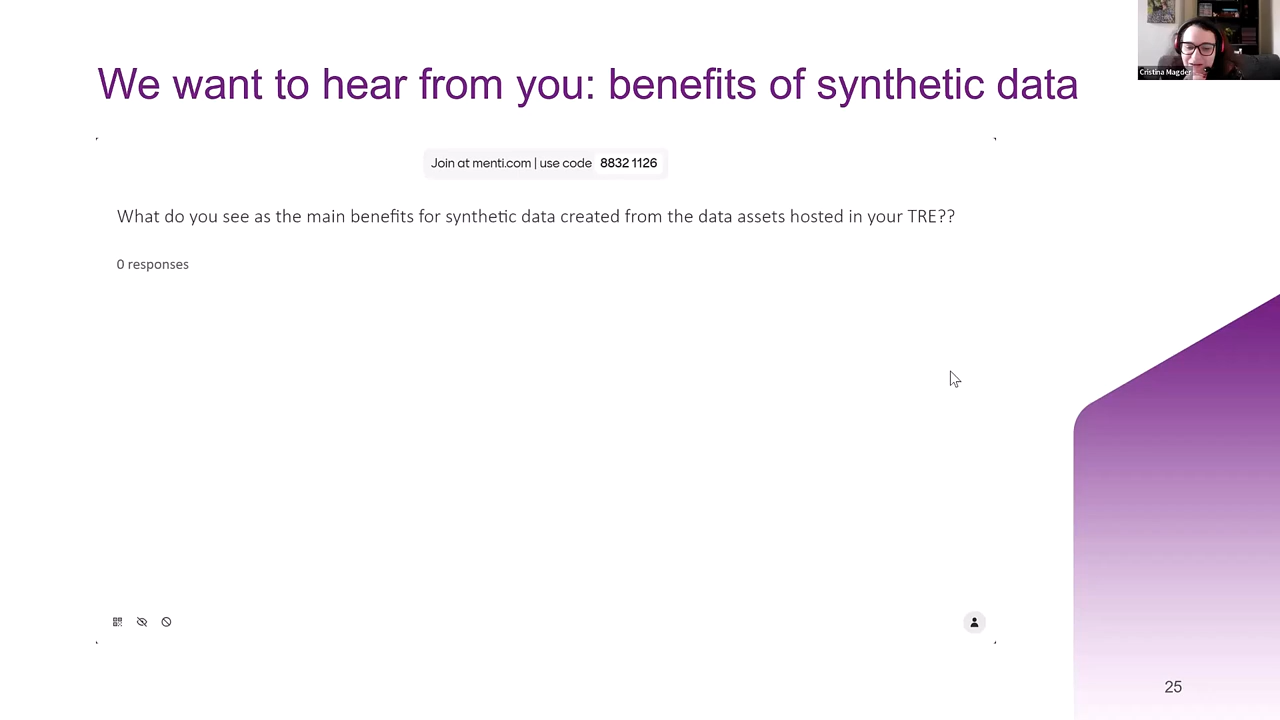 We want to hear from you: benefits of synthetic data
Cristina Magder
Join at menti.com | use code 8832 1126
What do you see as the main benefits for synthetic data created from the data assets hosted in your TRE??
0 responses
25